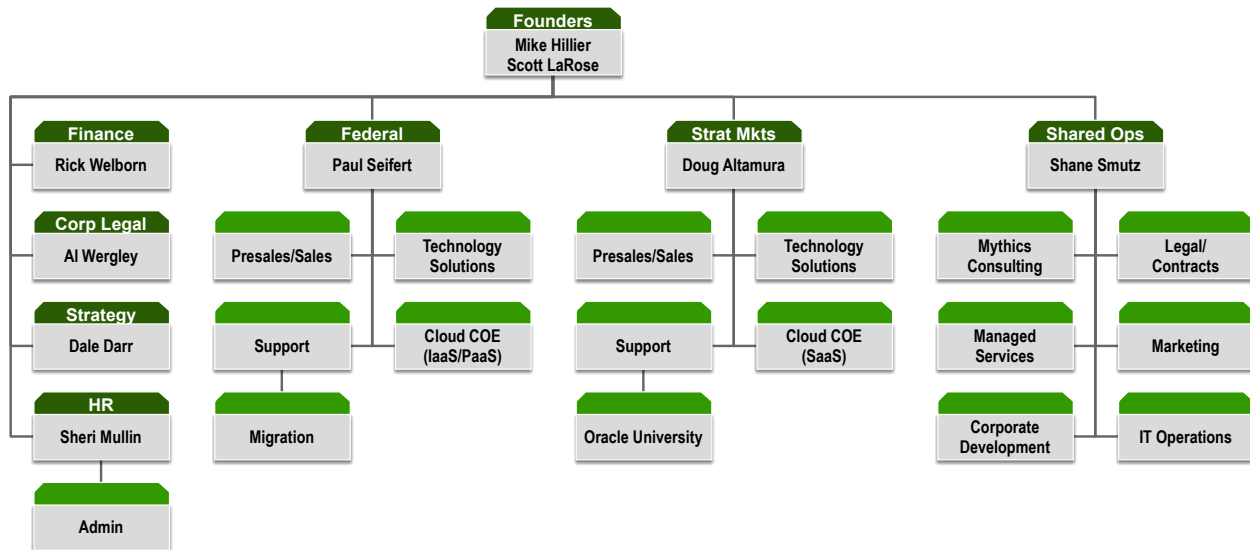 Founders
Mike Hillier
Scott LaRose
Finance
Rick Welborn
Corp Legal
Al Wergley
Strategy
Dale Darr
HR
Sheri Mullin
Admin
Federal
Paul Seifert
Presales/Sales
Technology
Solutions
Support
Cloud COE
(IaaS/PaaS)
Migration
Strat Mkts
Doug Altamura
Presales/Sales
Technology
Solutions
Support
Cloud COE
(SaaS)
Oracle University
Shared Ops
Shane Smutz
Mythics
Consulting
Legal/
Contracts
Managed
Services
Marketing
Corporate
Development
IT Operations